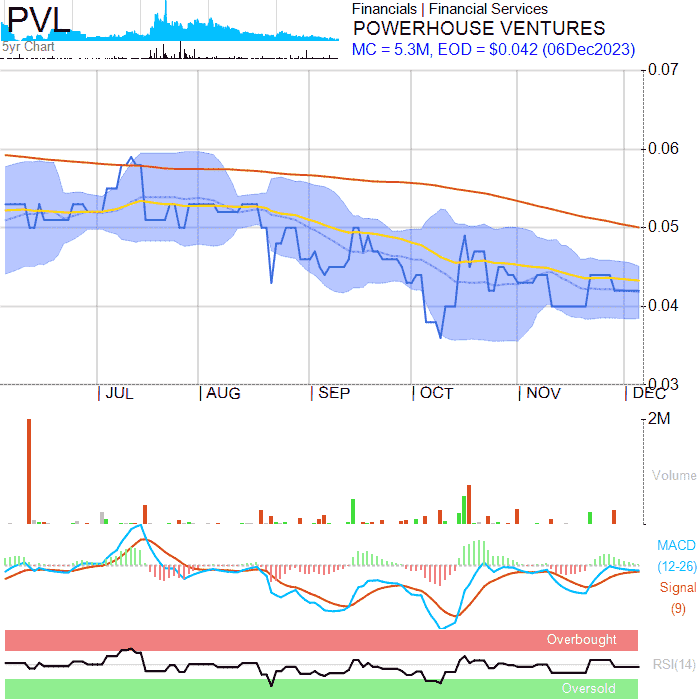 PVL
5yr Chart
Financials | Financial Services
POWERHOUSE VENTURES
MC = 5.3M, EOD = $0.042 (06Dec2023)
0.07
0.06
0.05
0.04
0.03
JUL
AUG
SEP
OCT
NOV
DEC
2M
Volume
MACD
(12-26)
Signal
(9)
Overbought
RSI(14)
Oversold